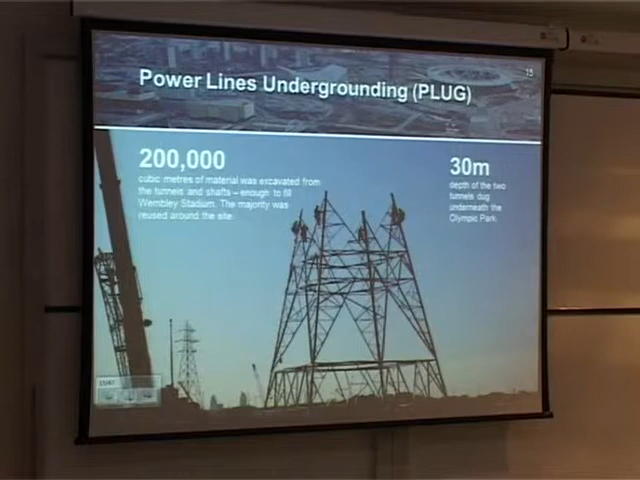 15
Power Lines Undergrounding (PLUG)
200,000
cubic metres of material was excavated from
the tunnels and shafts – enough to fill
Wembley Stadium. The majority was
reused around the site.
30m
depth of the two
tunnels dug
underneath the
Olympic Park.
15/47